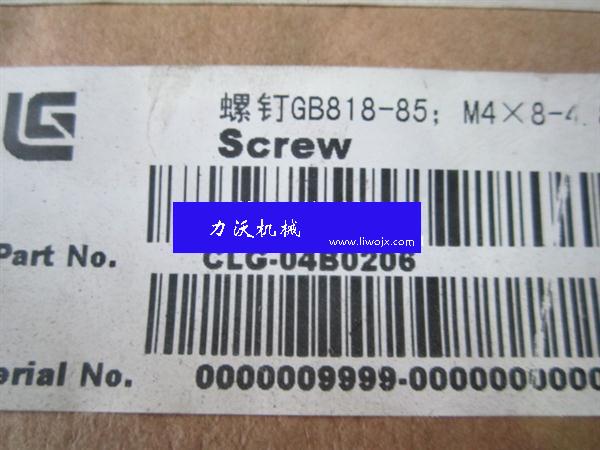 螺钉GB818-85; M4×8-4.
Screw
力沃机械
www.liwojx.com
Part No. CLG-04B0206
erial No. 0000009999-0000000000